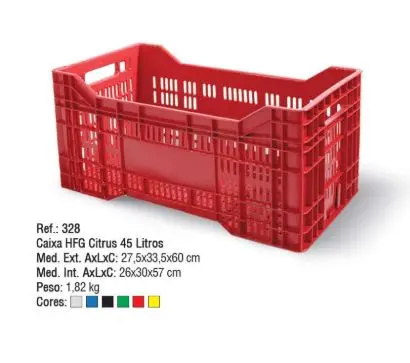 Ref.: 328
Caixa HFG Citrus 45 Litros
Med. Ext. AxLxC: 27,5x33,5x60 cm
Med. Int. AxLxC: 26x30x57 cm
Peso: 1,82 kg
Cores: